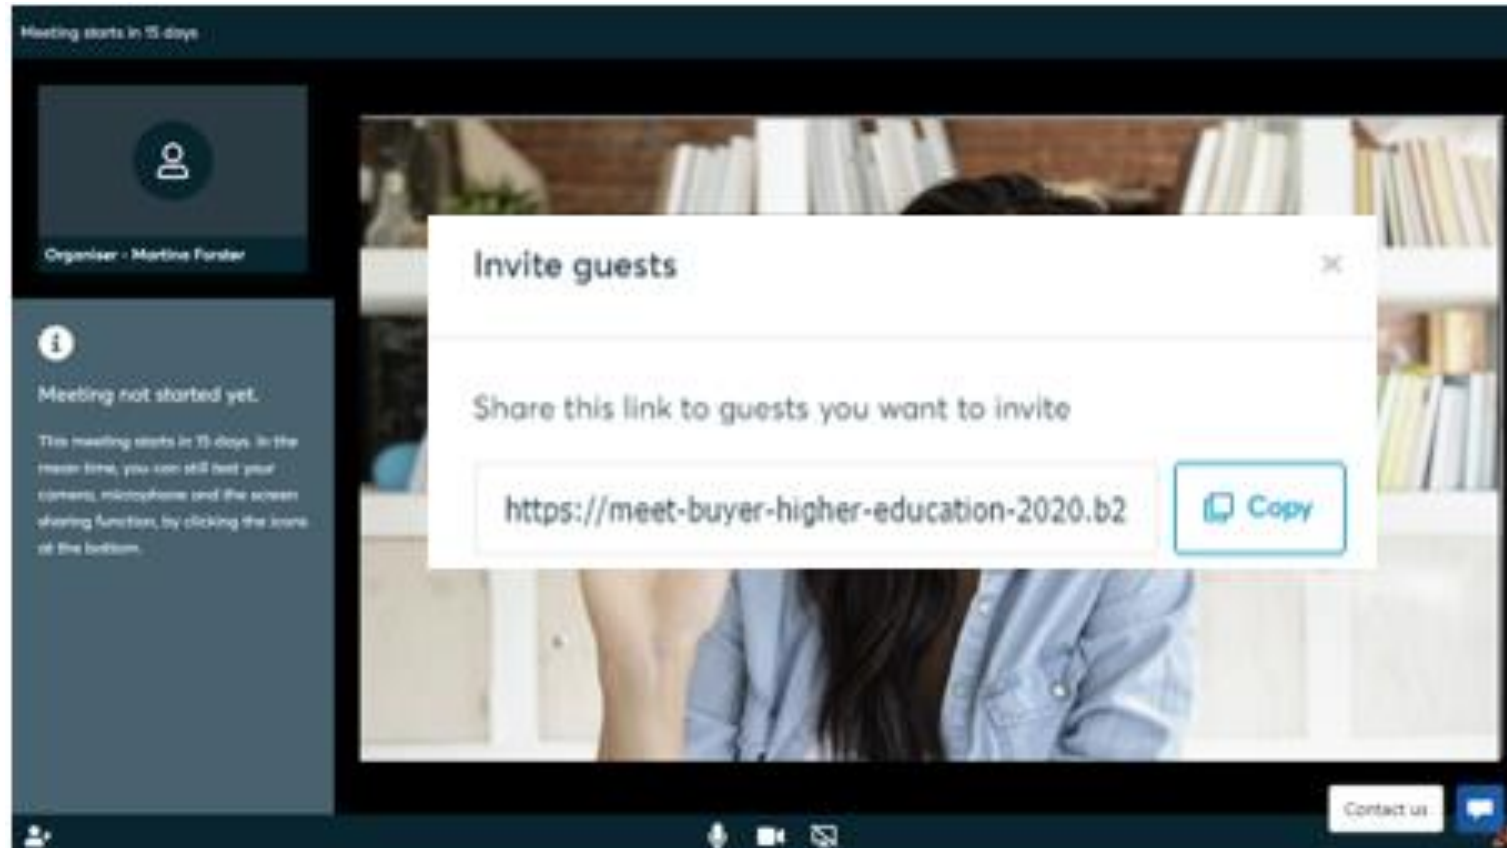 Meeting starts in 15 days
Organiser - Martina Forster
Meeting not started yet.
This meeting starts in 15 days. In the
mean time, you can still test your
camera, microphone and the screen
sharing function, by clicking the icons
at the bottom.
Invite guests
Share this link to guests you want to invite
https://meet-buyer-higher-education-2020.b2
Copy
Contact us